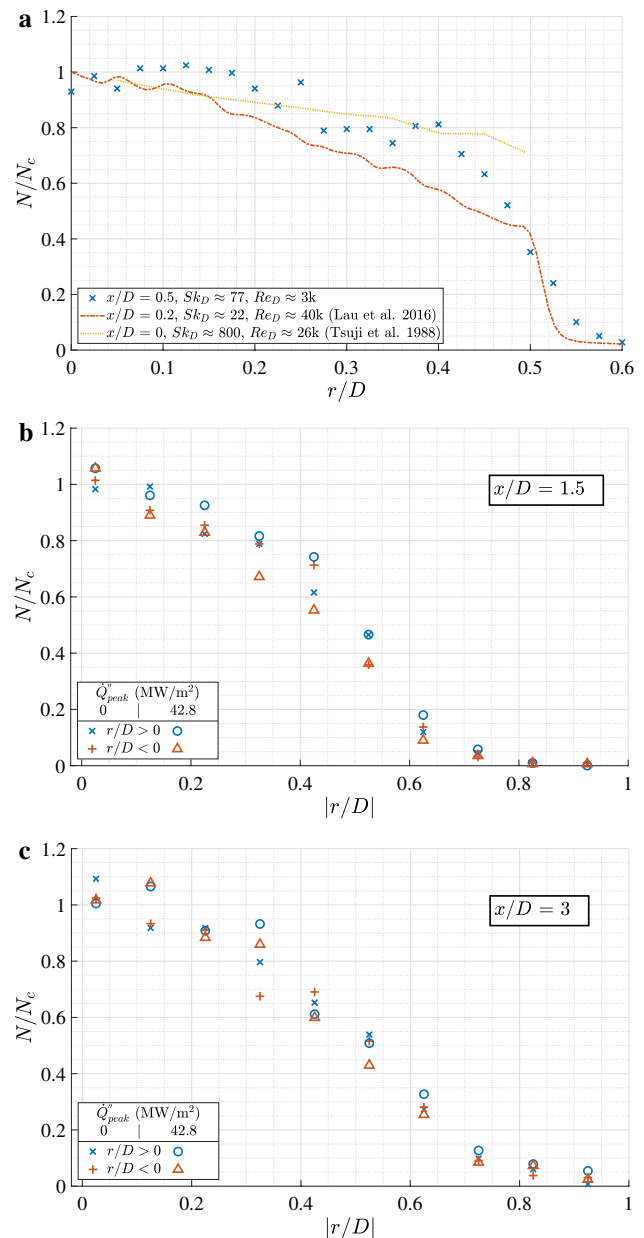 a
1.2
1
0.8
0.6
0.4
0.2
0
N/N_c
x/D = 0.5, Sk_D ≈ 77, Re_D ≈ 3k
x/D = 0.2, Sk_D ≈ 22, Re_D ≈ 40k (Lau et al. 2016)
x/D = 0, Sk_D ≈ 800, Re_D ≈ 26k (Tsuji et al. 1988)
0 0.1 0.2 0.3 0.4 0.5 0.6
r/D
b
1.2
1
0.8
0.6
0.4
0.2
0
N/N_c
x/D = 1.5
Q̇″_peak (MW/m²)
0 | 42.8
r/D > 0
r/D < 0
0 0.2 0.4 0.6 0.8 1
|r/D|
c
1.2
1
0.8
0.6
0.4
0.2
0
N/N_c
x/D = 3
Q̇″_peak (MW/m²)
0 | 42.8
r/D > 0
r/D < 0
0 0.2 0.4 0.6 0.8 1
|r/D|